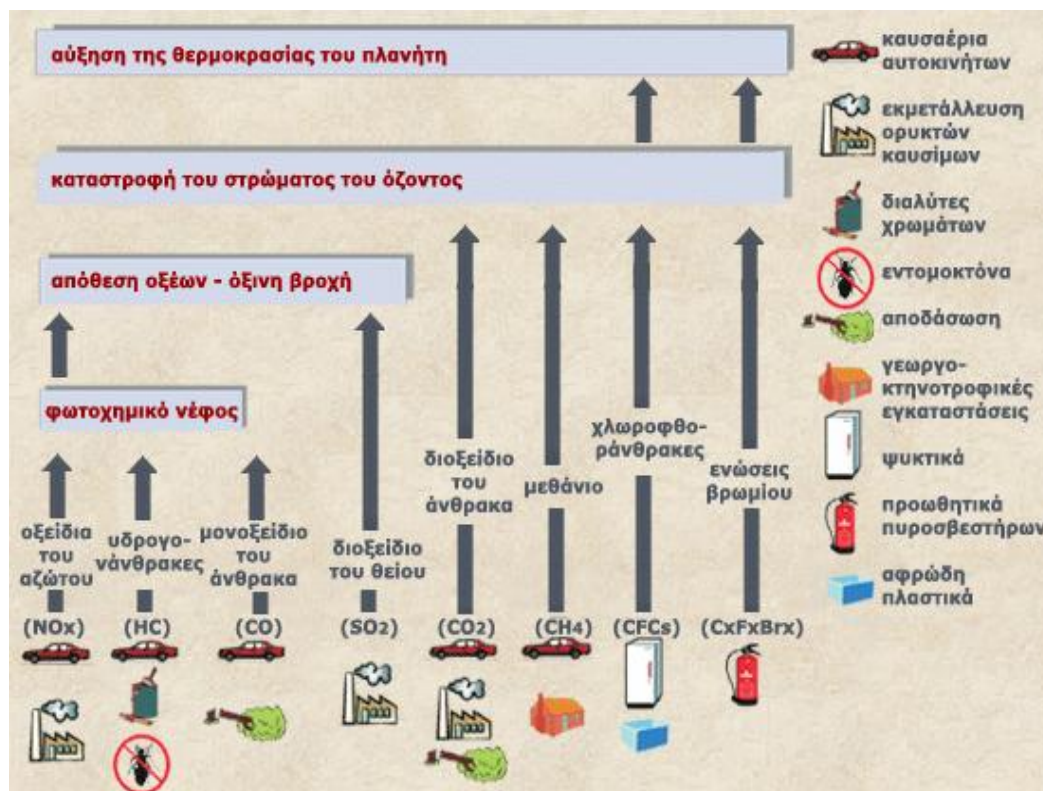 αύξηση της θερμοκρασίας του πλανήτη
καταστροφή του στρώματος του όζοντος
απόθεση οξέων - όξινη βροχή
φωτοχημικό νέφος
οξείδια
του
αζώτου
(NOx)
υδρογο-
νάνθρακες
(HC)
μονοξείδιο
του
άνθρακα
(CO)
διοξείδιο
του θείου
(SO2)
διοξείδιο
του
άνθρακα
(CO2)
μεθάνιο
(CH4)
χλωροφθο-
ράνθρακες
(CFCs)
ενώσεις
βρωμίου
(CxFxBrx)
καυσαέρια
αυτοκινήτων
εκμετάλλευση
ορυκτών
καυσίμων
διαλύτες
χρωμάτων
εντομοκτόνα
αποδάσωση
γεωργο-
κτηνοτροφικές
εγκαταστάσεις
ψυκτικά
προωθητικά
πυροσβεστήρων
αφρώδη
πλαστικά